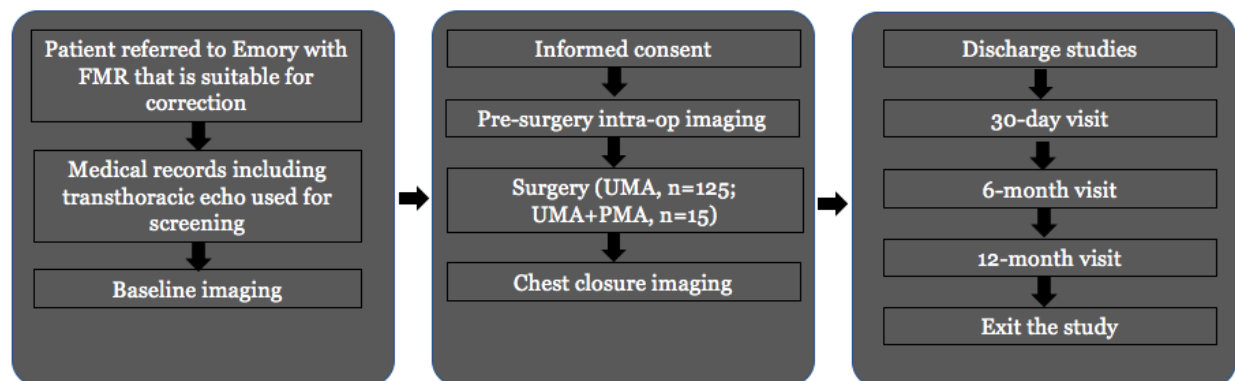 Patient referred to Emory with
FMR that is suitable for
correction
Medical records including
transthoracic echo used for
screening
Baseline imaging
Informed consent
Pre-surgery intra-op imaging
Surgery (UMA, n=125;
UMA+PMA, n=15)
Chest closure imaging
Discharge studies
30-day visit
6-month visit
12-month visit
Exit the study